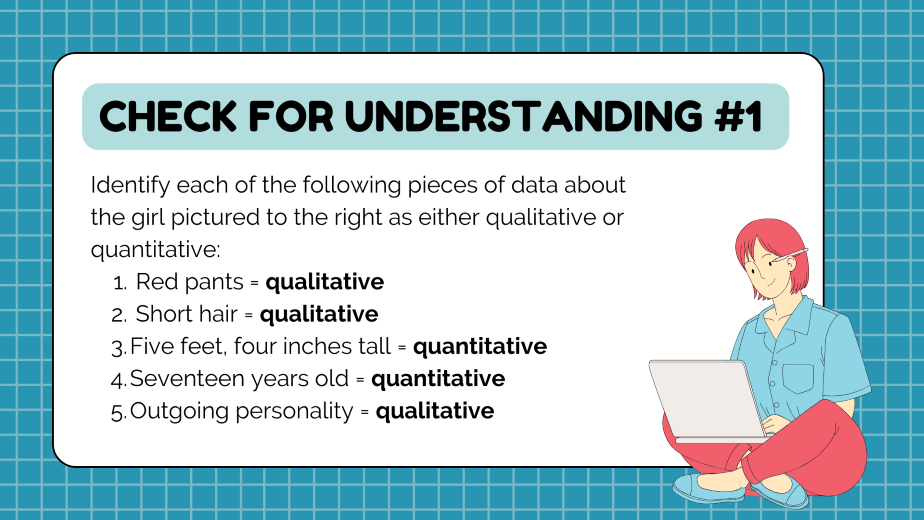 CHECK FOR UNDERSTANDING #1
Identify each of the following pieces of data about
the girl pictured to the right as either qualitative or
quantitative:
1. Red pants = qualitative
2. Short hair = qualitative
3. Five feet, four inches tall = quantitative
4. Seventeen years old = quantitative
5. Outgoing personality = qualitative